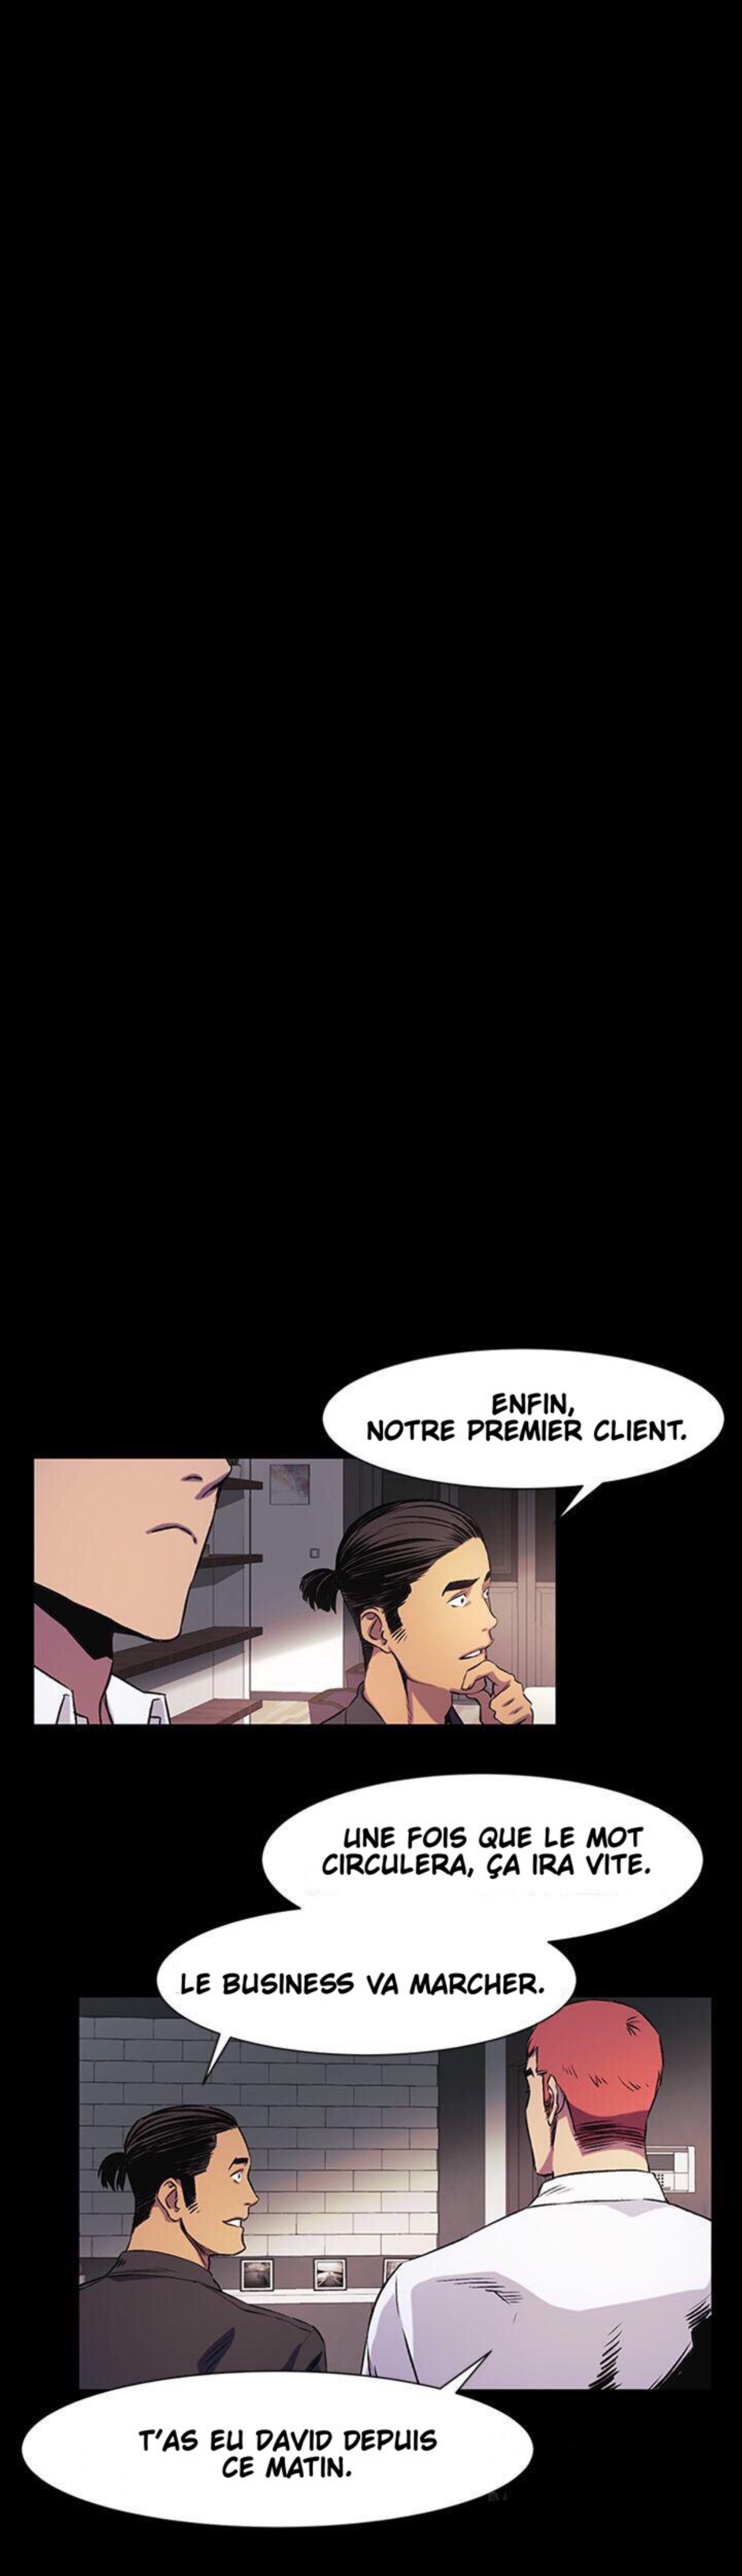 ENFIN,
NOTRE PREMIER CLIENT.
UNE FOIS QUE LE MOT
CIRCULERA, ÇA IRA VITE.
LE BUSINESS VA MARCHER.
T'AS EU DAVID DEPUIS
CE MATIN.